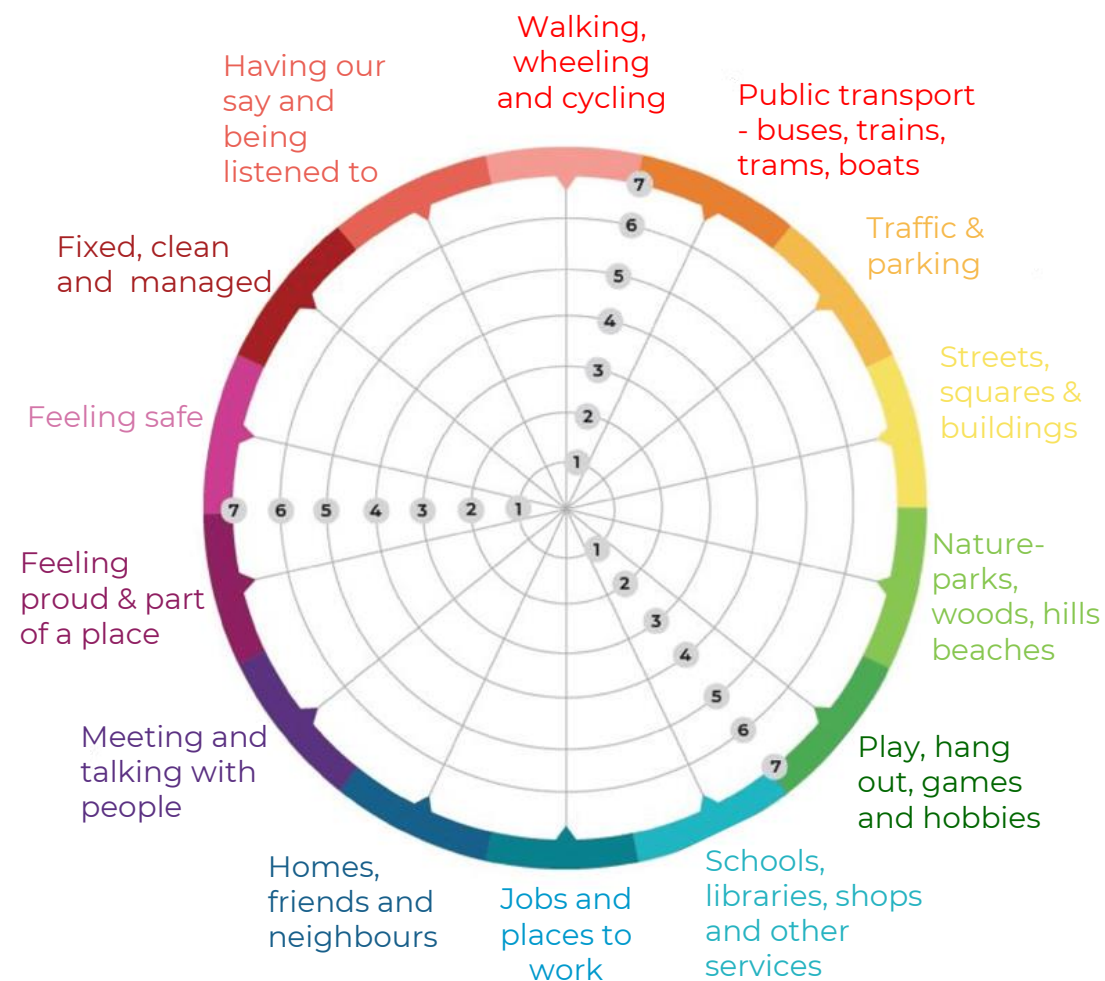 Walking,
wheeling
and cycling
Public transport
- buses, trains,
trams, boats
Traffic &
parking
Streets,
squares &
buildings
Nature-
parks,
woods, hills
beaches
Play, hang
out, games
and hobbies
Schools,
libraries, shops
and other
services
Jobs and
places to
work
Homes,
friends and
neighbours
Meeting and
talking with
people
Feeling
proud & part
of a place
Feeling safe
Fixed, clean
and  managed
Having our
say and
being
listened to
7
6
5
4
3
2
1
7 6 5 4 3 2 1
1
2
3
4
5
6
7